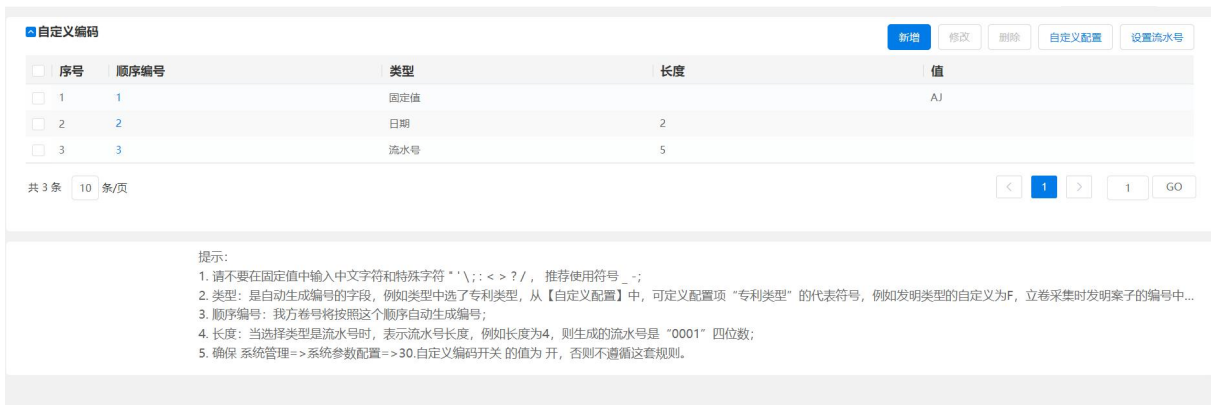 自定义编码
新增 修改 删除 自定义配置 设置流水号
序号 顺序编号 类型 长度 值
1 1 固定值 AJ
2 2 日期 2
3 3 流水号 5
共 3 条 10 条/页 < 1 > 1 GO
提示:
1. 请不要在固定值中输入中文字符和特殊字符 " ' \ ; : < > ? / , 推荐使用符号 _ -;
2. 类型: 是自动生成编号的字段, 例如类型中选了专利类型, 从【自定义配置】中, 可定义配置项 “专利类型” 的代表符号, 例如发明类型的自定义为F, 立卷采集时发明案子的编号中...
3. 顺序编号: 我方卷号将按照这个顺序自动生成编号;
4. 长度: 当选择类型是流水号时, 表示流水号长度, 例如长度为4, 则生成的流水号是 “0001” 四位数;
5. 确保 系统管理=>系统参数配置=>30.自定义编码开关 的值为 开, 否则不遵循这套规则。